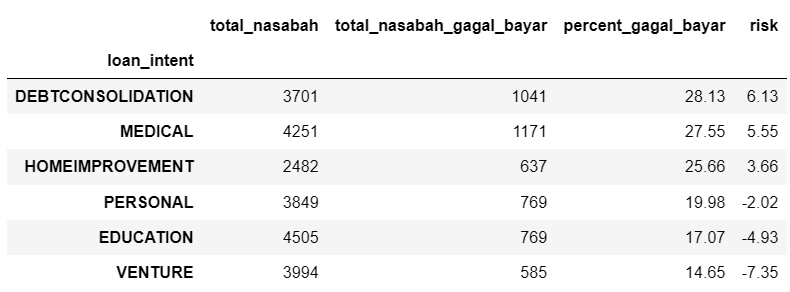 total_nasabah total_nasabah_gagal_bayar percent_gagal_bayar risk
loan_intent
DEBTCONSOLIDATION 3701 1041 28.13 6.13
MEDICAL 4251 1171 27.55 5.55
HOMEIMPROVEMENT 2482 637 25.66 3.66
PERSONAL 3849 769 19.98 -2.02
EDUCATION 4505 769 17.07 -4.93
VENTURE 3994 585 14.65 -7.35